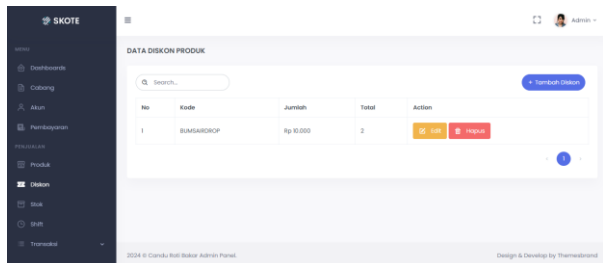 SKOTE
Admin
MENU
Dashboards
Cabang
Akun
Pembayaran
PENJUALAN
Produk
Diskon
Stok
Shift
Transaksi
DATA DISKON PRODUK
Search...
+ Tambah Diskon
No Kode Jumlah Total Action
1 BUMSARDROP Rp 10.000 2 Edit Hapus
1
2024 © Candu Roti Bakar Admin Panel.
Design & Develop by Themesbrand